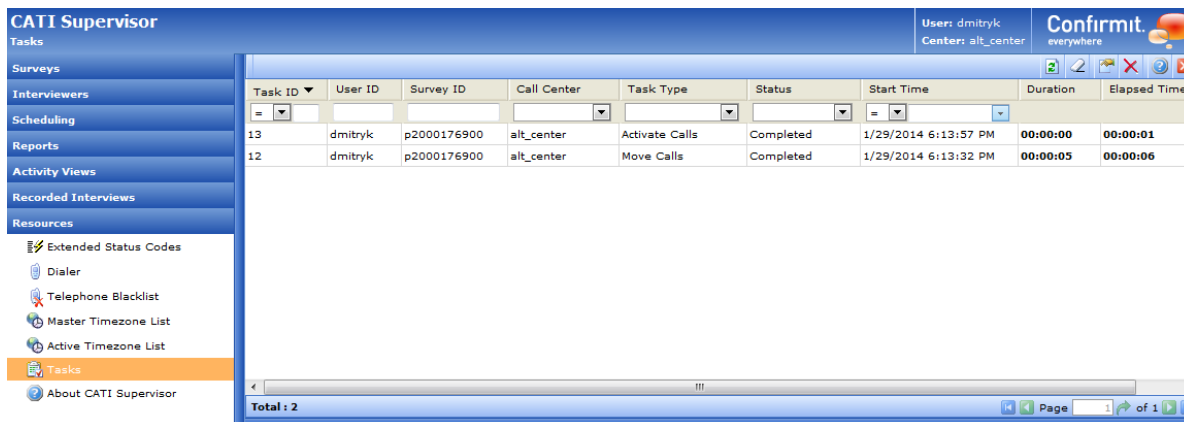 CATI Supervisor
Tasks
User: dmitryk
Center: alt_center
Confirmit.
everywhere
Surveys
Interviewers
Scheduling
Reports
Activity Views
Recorded Interviews
Resources
Extended Status Codes
Dialer
Telephone Blacklist
Master Timezone List
Active Timezone List
Tasks
About CATI Supervisor
Task ID User ID Survey ID Call Center Task Type Status Start Time Duration Elapsed Time
= =
13 dmitryk p2000176900 alt_center Activate Calls Completed 1/29/2014 6:13:57 PM 00:00:00 00:00:01
12 dmitryk p2000176900 alt_center Move Calls Completed 1/29/2014 6:13:32 PM 00:00:05 00:00:06
Total : 2 Page 1 of 1